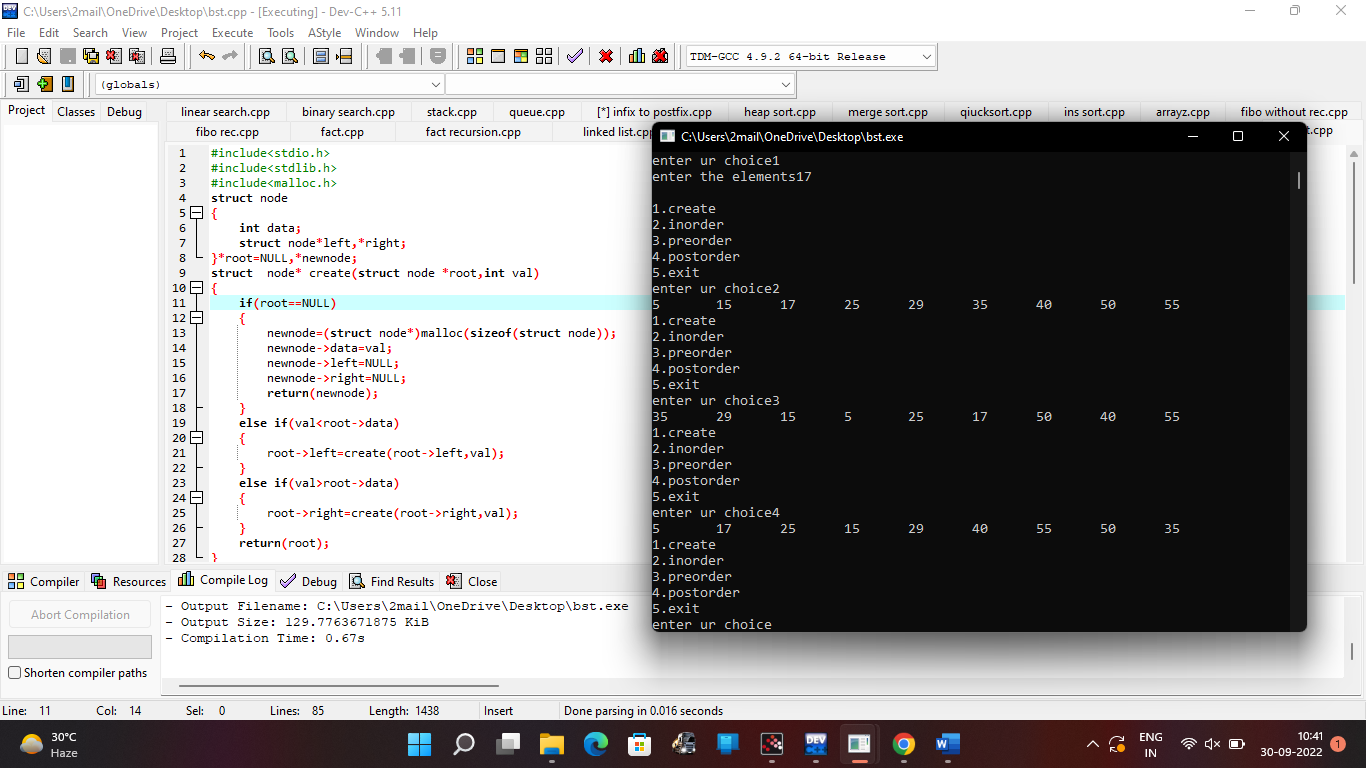 C:\Users\2mail\OneDrive\Desktop\bst.cpp - [Executing] - Dev-C++ 5.11
File Edit Search View Project Execute Tools AStyle Window Help
TDM-GCC 4.9.2 64-bit Release
(globals)
Project Classes Debug
linear search.cpp binary search.cpp stack.cpp queue.cpp [*] infix to postfix.cpp heap sort.cpp merge sort.cpp qiucksort.cpp ins sort.cpp arrayz.cpp fibo without rec.cpp
fibo rec.cpp fact.cpp fact recursion.cpp linked list.cpp t.cpp
1 #include<stdio.h>
2 #include<stdlib.h>
3 #include<malloc.h>
4 struct node
5 {
6 int data;
7 struct node*left,*right;
8 }*root=NULL,*newnode;
9 struct  node* create(struct node *root,int val)
10 {
11 if(root==NULL)
12 {
13 newnode=(struct node*)malloc(sizeof(struct node));
14 newnode->data=val;
15 newnode->left=NULL;
16 newnode->right=NULL;
17 return(newnode);
18 }
19 else if(val<root->data)
20 {
21 root->left=create(root->left,val);
22 }
23 else if(val>root->data)
24 {
25 root->right=create(root->right,val);
26 }
27 return(root);
28 }
C:\Users\2mail\OneDrive\Desktop\bst.exe
enter ur choice1
enter the elements17
1.create
2.inorder
3.preorder
4.postorder
5.exit
enter ur choice2
5 15 17 25 29 35 40 50 55
1.create
2.inorder
3.preorder
4.postorder
5.exit
enter ur choice3
35 29 15 5 25 17 50 40 55
1.create
2.inorder
3.preorder
4.postorder
5.exit
enter ur choice4
5 17 25 15 29 40 55 50 35
1.create
2.inorder
3.preorder
4.postorder
5.exit
enter ur choice
Compiler Resources Compile Log Debug Find Results Close
Abort Compilation
Shorten compiler paths
- Output Filename: C:\Users\2mail\OneDrive\Desktop\bst.exe
- Output Size: 129.7763671875 KiB
- Compilation Time: 0.67s
Line: 11 Col: 14 Sel: 0 Lines: 85 Length: 1438 Insert Done parsing in 0.016 seconds
30°C
Haze
DEV
W
ENG
IN
10:41
30-09-2022
1